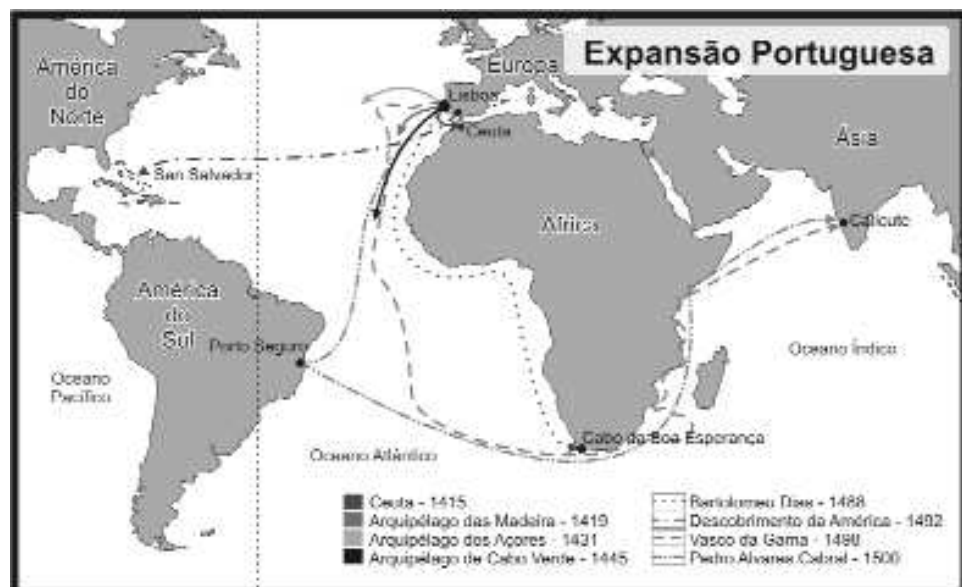 Expansão Portuguesa
América
do
Norte
Europa
Lisboa
Ceuta
Ásia
San Salvador
África
Calicute
América
do
Sul
Porto Seguro
Oceano Índico
Oceano
Pacífico
Cabo da Boa Esperança
Oceano Atlântico
Ceuta - 1415
Arquipélago das Madeira - 1419
Arquipélago dos Açores - 1431
Arquipélago de Cabo Verde - 1445
Bartolomeu Dias - 1488
Descobrimento da América - 1492
Vasco da Gama - 1498
Pedro Alvares Cabral - 1500